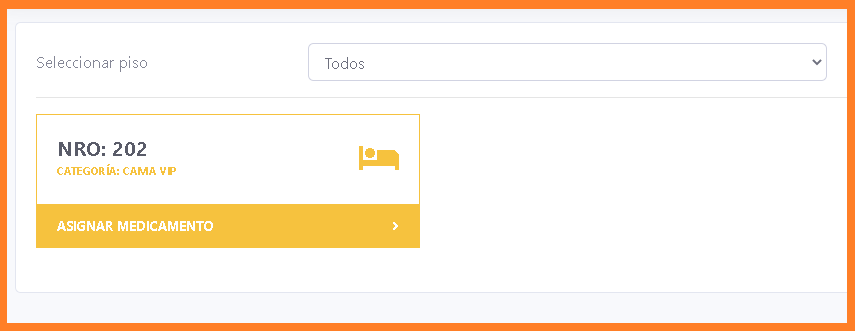 Seleccionar piso
Todos
NRO: 202
CATEGORÍA: CAMA VIP
ASIGNAR MEDICAMENTO